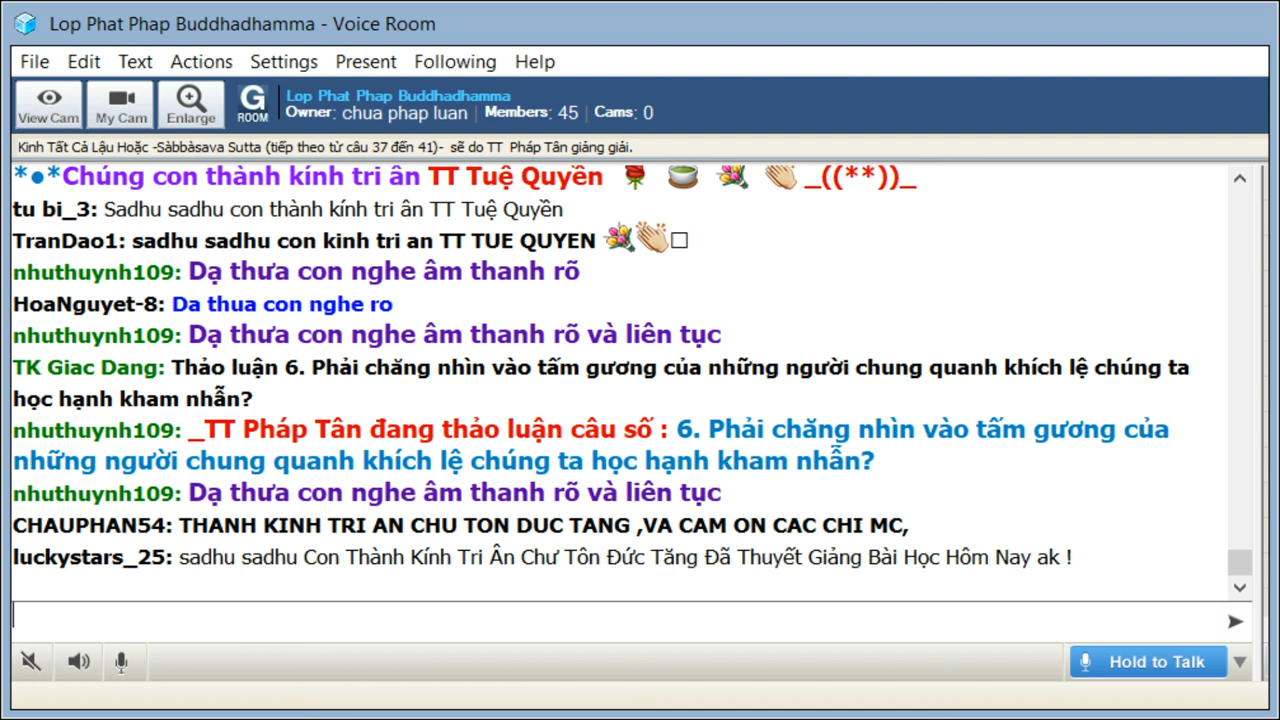 Lop Phat Phap Buddhadhamma - Voice Room
File Edit Text Actions Settings Present Following Help
View Cam My Cam Enlarge G ROOM
Lop Phat Phap Buddhadhamma
Owner: chua phap luan | Members: 45 | Cams: 0
Kinh Tất Cả Lậu Hoặc -Sàbbàsava Sutta (tiếp theo từ câu 37 đến 41)- sẽ do TT Pháp Tân giảng giải.
*●*Chúng con thành kính tri ân TT Tuệ Quyền 🌹 🍵 💐 👏 _((**))_
tu bi_3: Sadhu sadhu con thành kính tri ân TT Tuệ Quyền
TranDao1: sadhu sadhu con kinh tri an TT TUE QUYEN 💐👏□
nhuthuynh109: Dạ thưa con nghe âm thanh rõ
HoaNguyet-8: Da thua con nghe ro
nhuthuynh109: Dạ thưa con nghe âm thanh rõ và liên tục
TK Giac Dang: Thảo luận 6. Phải chăng nhìn vào tấm gương của những người chung quanh khích lệ chúng ta
học hạnh kham nhẫn?
nhuthuynh109: _TT Pháp Tân đang thảo luận câu số : 6. Phải chăng nhìn vào tấm gương của
những người chung quanh khích lệ chúng ta học hạnh kham nhẫn?
nhuthuynh109: Dạ thưa con nghe âm thanh rõ và liên tục
CHAUPHAN54: THANH KINH TRI AN CHU TON DUC TANG ,VA CAM ON CAC CHI MC,
luckystars_25: sadhu sadhu Con Thành Kính Tri Ân Chư Tôn Đức Tăng Đã Thuyết Giảng Bài Học Hôm Nay ak !
Hold to Talk